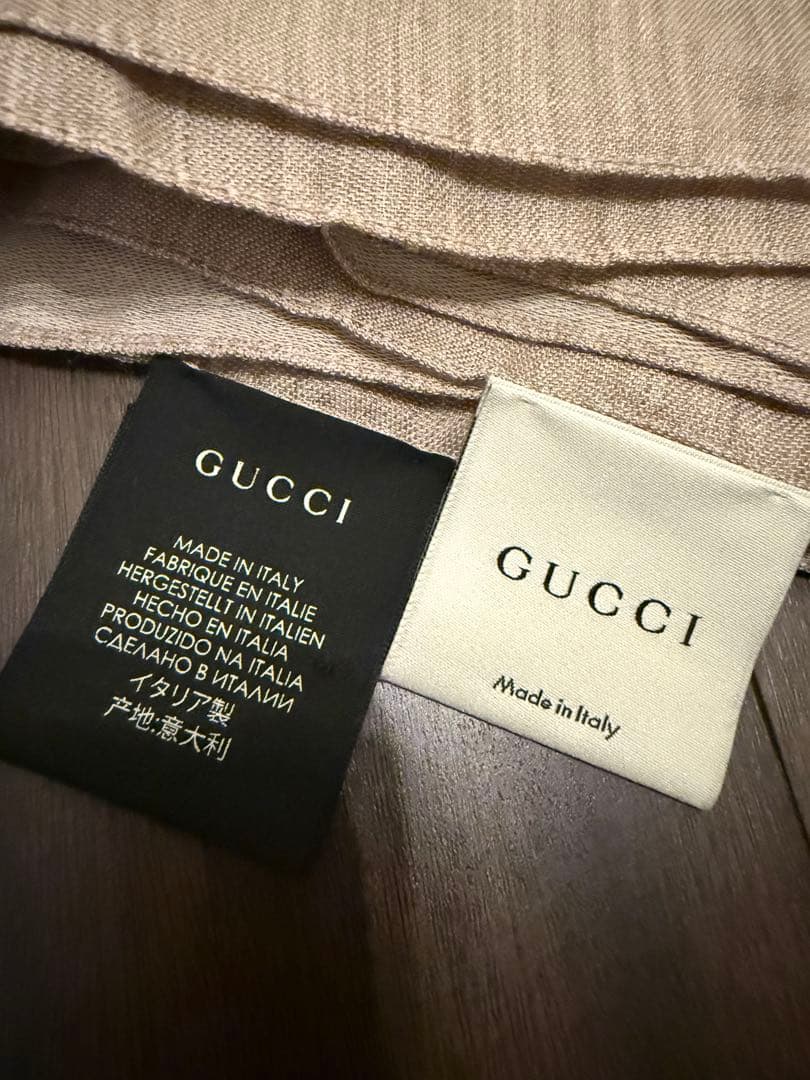 GUCCI
MADE IN ITALY
FABRIQUE EN ITALIE
HERGESTELLT IN ITALIEN
HECHO EN ITALIA
PRODUZIDO NA ITALIA
СДЕЛАНО В ИТАЛИИ
イタリア製
产地:意大利
GUCCI
Made in Italy